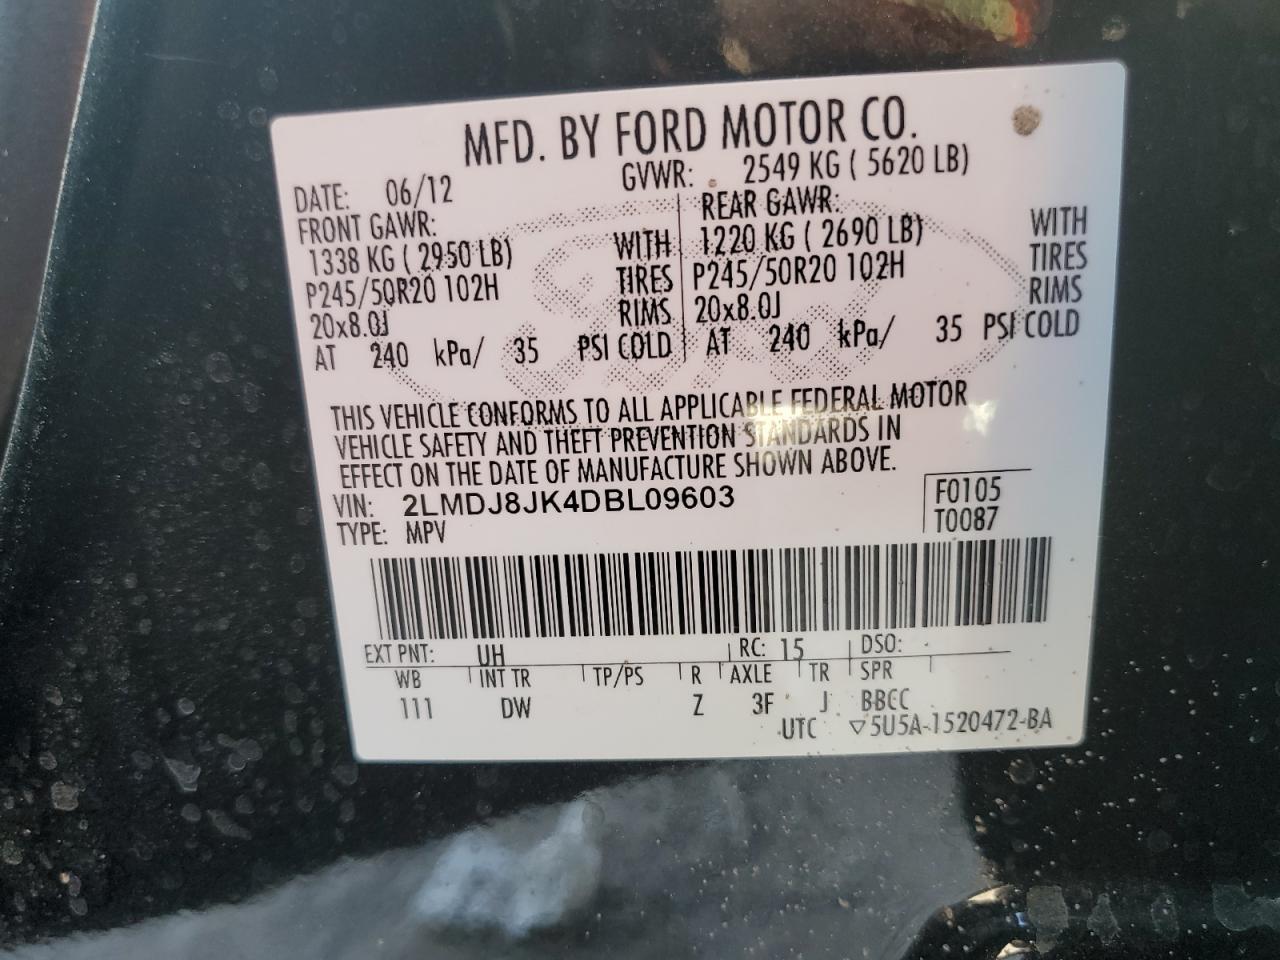 MFD. BY FORD MOTOR CO.
DATE: 06/12 GVWR: 2549 KG ( 5620 LB)
FRONT GAWR: REAR GAWR:
1338 KG ( 2950 LB) WITH 1220 KG ( 2690 LB) WITH
P245/50R20 102H TIRES P245/50R20 102H TIRES
20x8.0J RIMS 20x8.0J RIMS
AT 240 kPa/ 35 PSI COLD AT 240 kPa/ 35 PSI COLD
THIS VEHICLE CONFORMS TO ALL APPLICABLE FEDERAL MOTOR
VEHICLE SAFETY AND THEFT PREVENTION STANDARDS IN
EFFECT ON THE DATE OF MANUFACTURE SHOWN ABOVE.
VIN: 2LMDJ8JK4DBL09603 F0105
TYPE: MPV T0087
EXT PNT: UH RC: 15 DSO:
WB INT TR TP/PS R AXLE TR SPR
111 DW Z 3F J BBCC
UTC ▽5U5A-1520472-BA